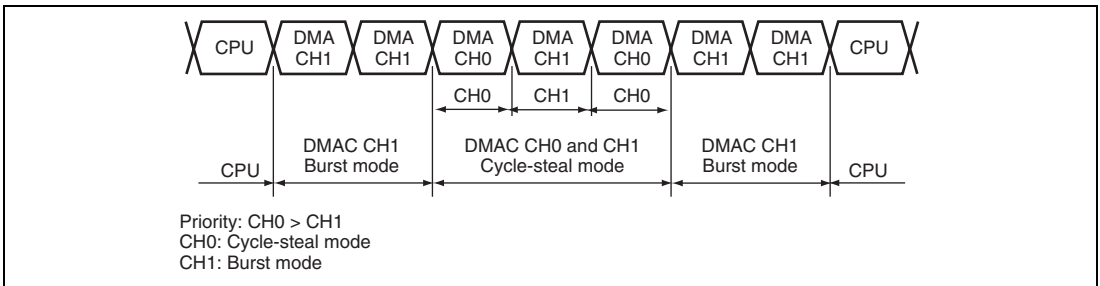 CPU DMA DMA DMA DMA DMA DMA DMA CPU
CH1 CH1 CH0 CH1 CH0 CH1 CH1
CH0 CH1 CH0
DMAC CH1 DMAC CH0 and CH1 DMAC CH1
CPU Burst mode Cycle-steal mode Burst mode CPU
Priority: CH0 > CH1
CH0: Cycle-steal mode
CH1: Burst mode